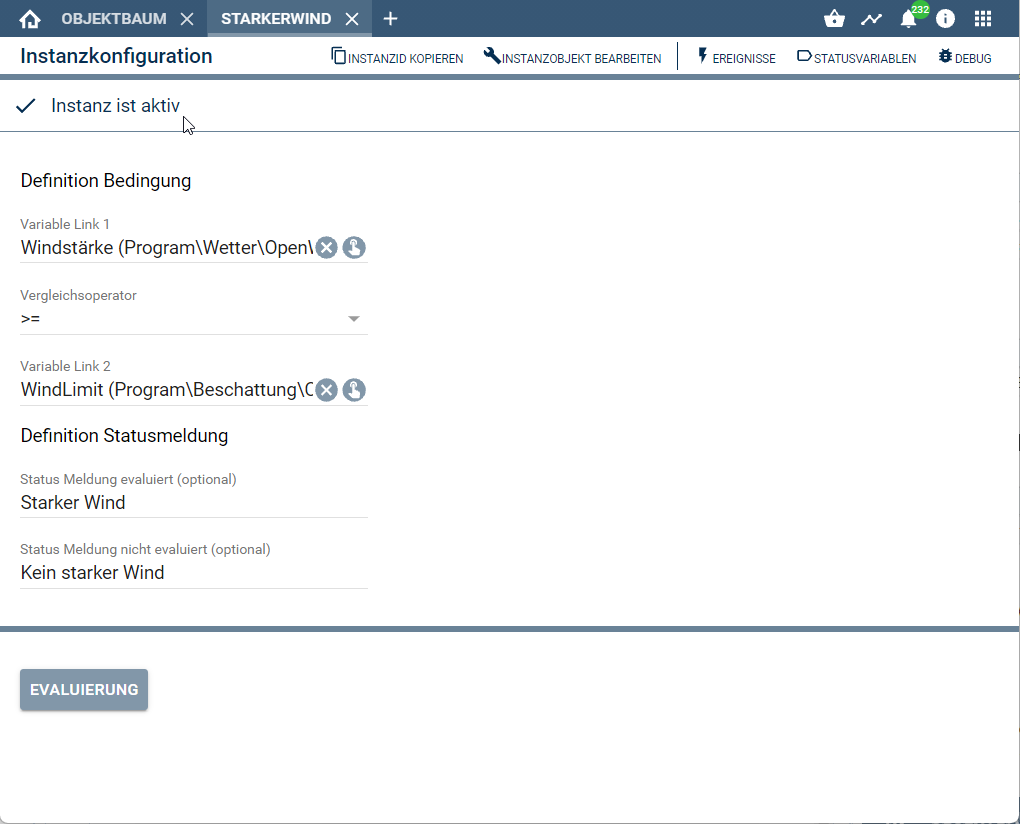 OBJEKTBAUM STARKERWIND 232
Instanzkonfiguration INSTANZID KOPIEREN INSTANZOBJEKT BEARBEITEN EREIGNISSE STATUSVARIABLEN DEBUG
Instanz ist aktiv
Definition Bedingung
Variable Link 1
Windstärke (Program\Wetter\Open\
Vergleichsoperator
>=
Variable Link 2
WindLimit (Program\Beschattung\
Definition Statusmeldung
Status Meldung evaluiert (optional)
Starker Wind
Status Meldung nicht evaluiert (optional)
Kein starker Wind
EVALUIERUNG